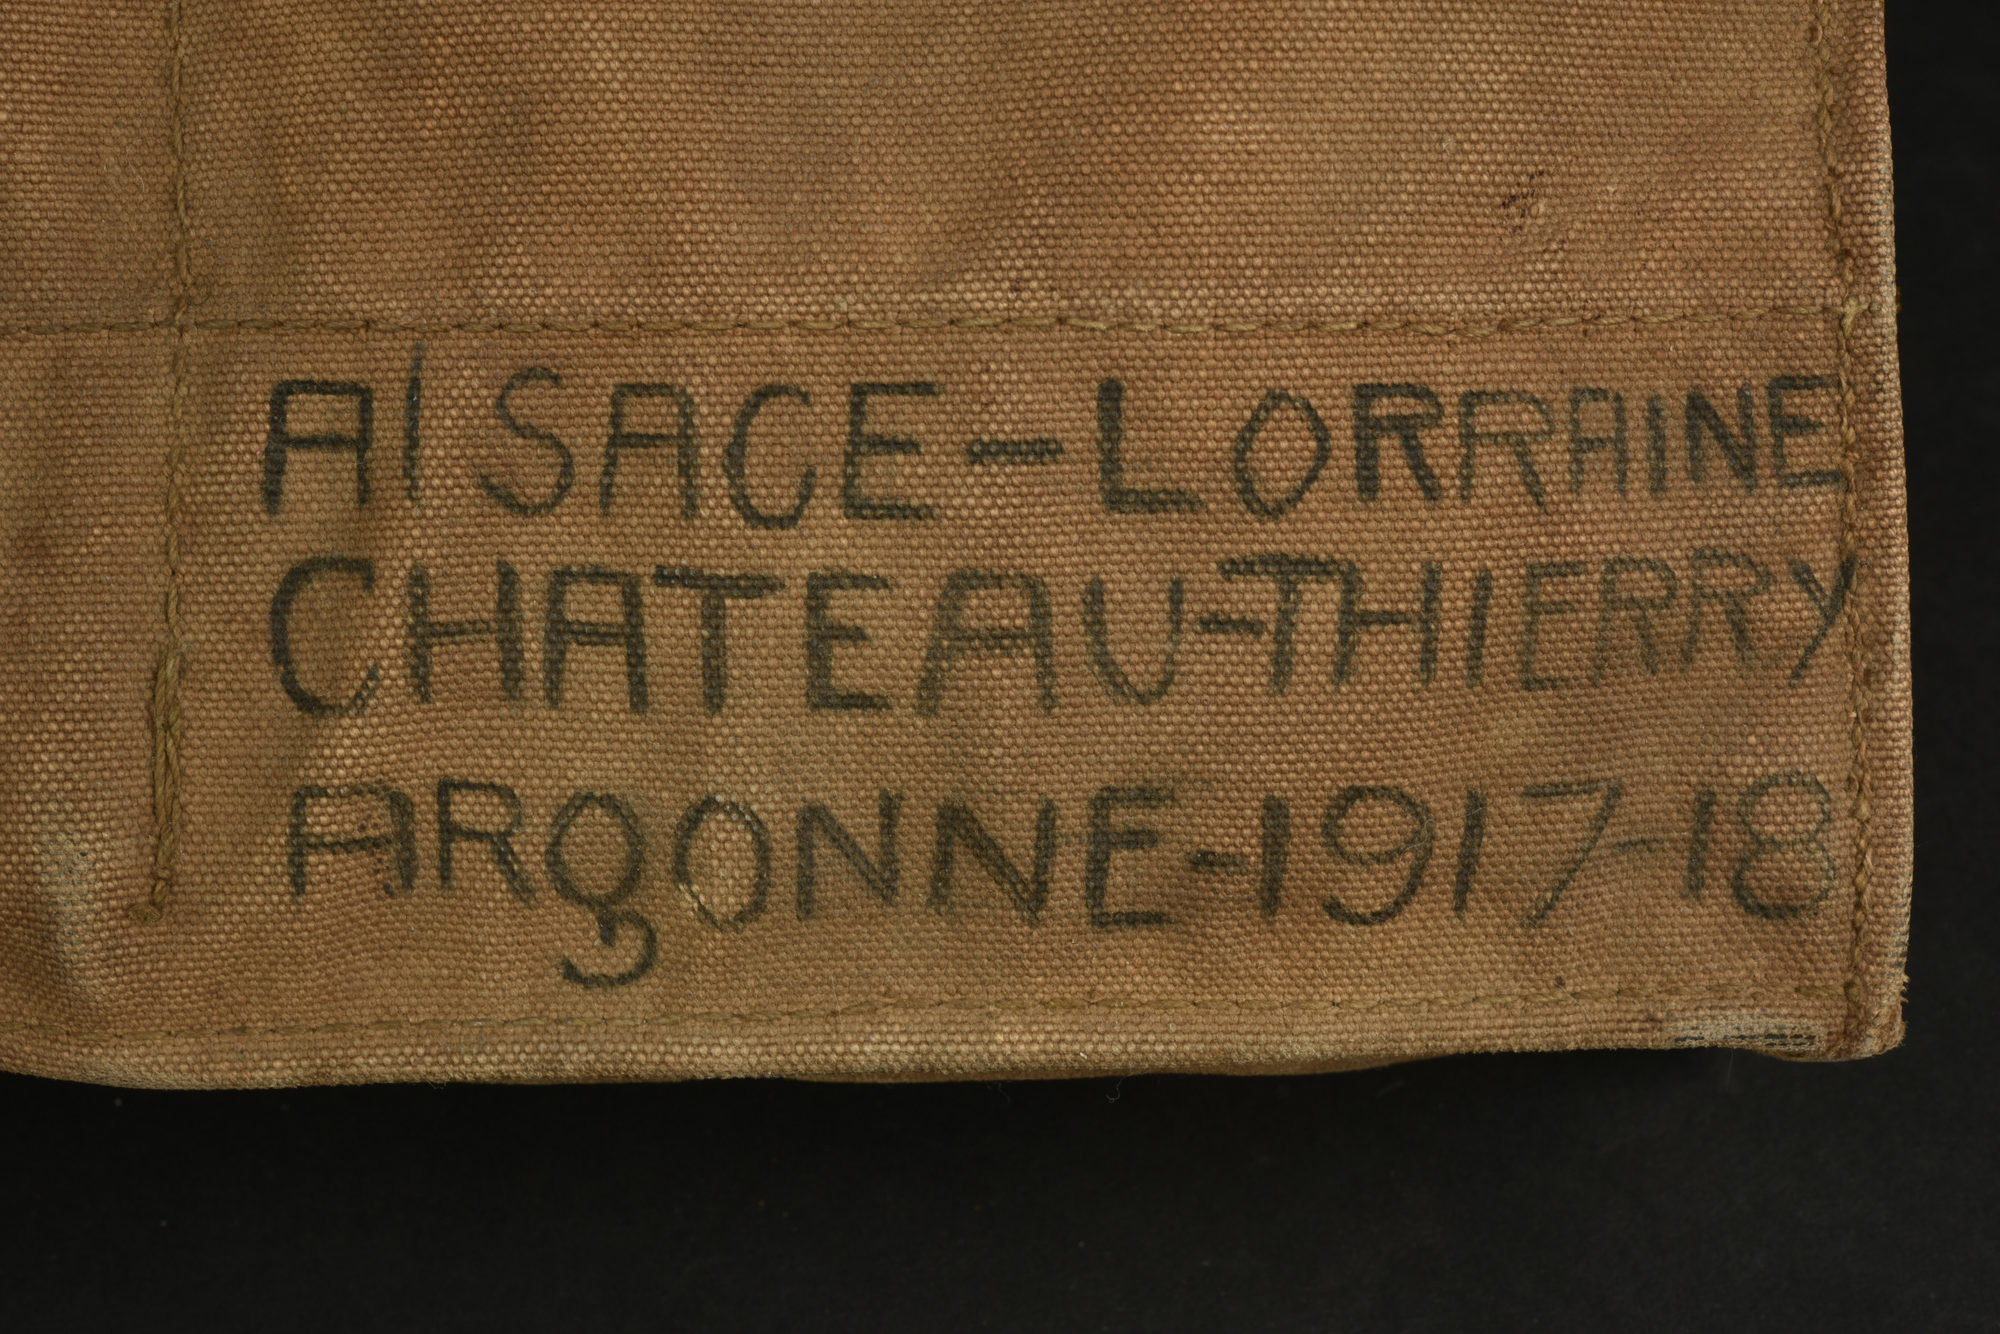 AlSACE-LORRAINE
CHATEAU-THIERRY
ARgONNE-1917-18